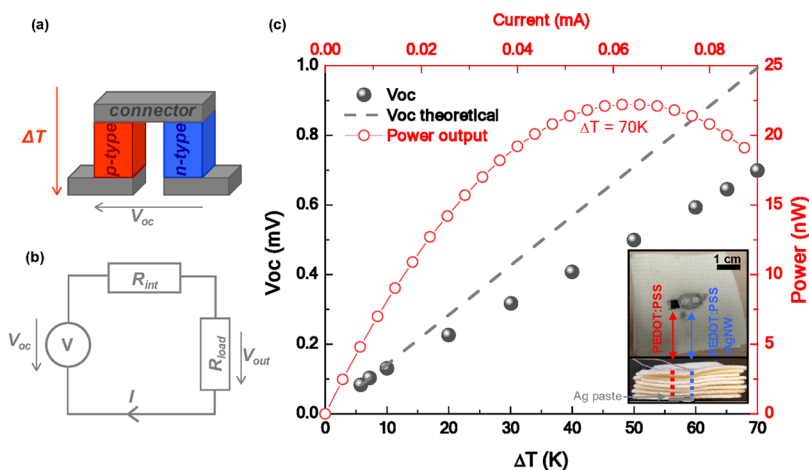 (a)
connector
ΔT
p-type
n-type
Voc
(b)
Rint
Voc
V
Rload
Vout
I
(c)
Current (mA)
0.00 0.02 0.04 0.06 0.08
1.0
0.8
0.6
0.4
0.2
0.0
Voc (mV)
Voc
Voc theoretical
Power output
ΔT = 70K
25
20
15
10
5
0
Power (nW)
1 cm
PEDOT:PSS
PEDOT:PSS
AgNW
Ag paste
0 10 20 30 40 50 60 70
ΔT (K)